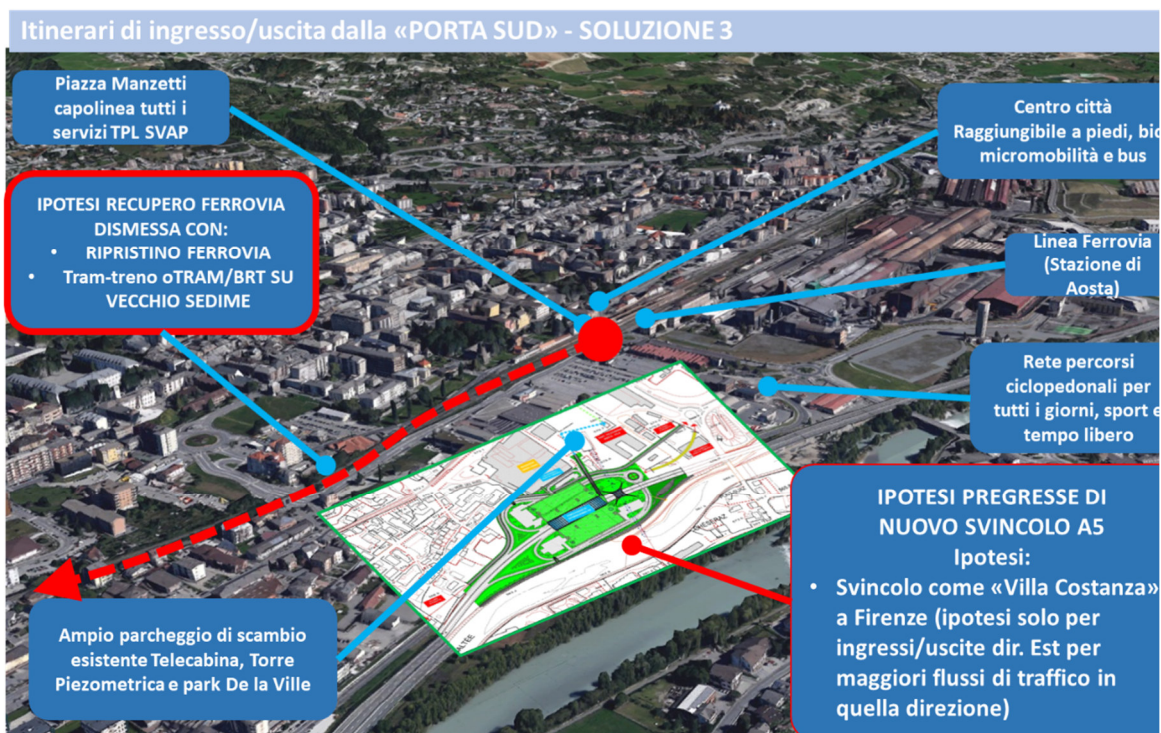 Itinerari di ingresso/uscita dalla «PORTA SUD» - SOLUZIONE 3
Piazza Manzetti
capolinea tutti i
servizi TPL SVAP
Centro città
Raggiungibile a piedi, bic
micromobilità e bus
IPOTESI RECUPERO FERROVIA
DISMESSA CON:
• RIPRISTINO FERROVIA
• Tram-treno oTRAM/BRT SU
VECCHIO SEDIME
Linea Ferrovia
(Stazione di
Aosta)
Rete percorsi
ciclopedonali per
tutti i giorni, sport e
tempo libero
IPOTESI PREGRESSE DI
NUOVO SVINCOLO A5
Ipotesi:
• Svincolo come «Villa Costanza»
a Firenze (ipotesi solo per
ingressi/uscite dir. Est per
maggiori flussi di traffico in
quella direzione)
Ampio parcheggio di scambio
esistente Telecabina, Torre
Piezometrica e park De la Ville